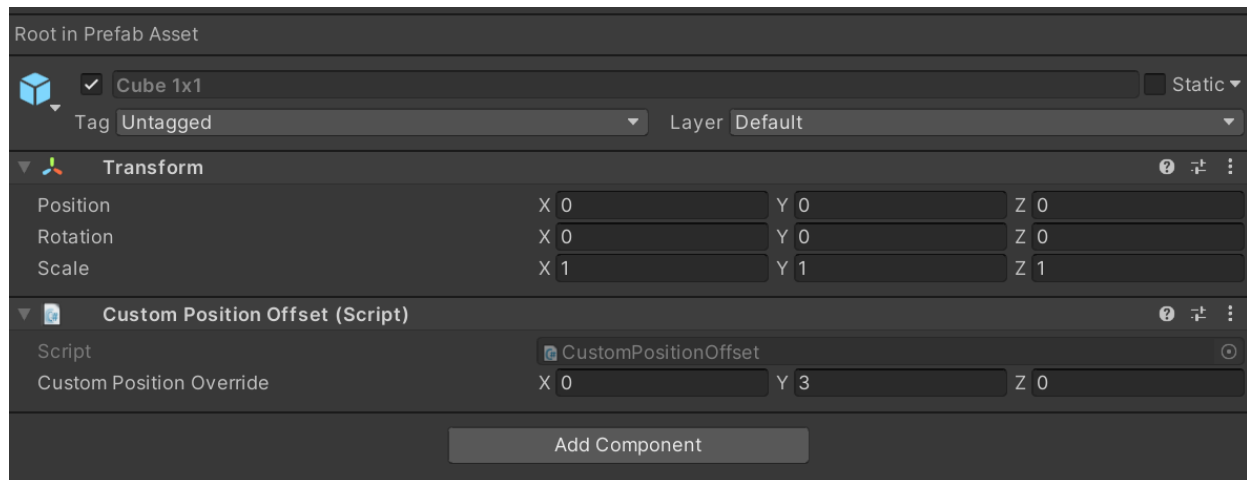 Root in Prefab Asset
Cube 1x1 Static
Tag Untagged Layer Default
Transform
Position X 0 Y 0 Z 0
Rotation X 0 Y 0 Z 0
Scale X 1 Y 1 Z 1
Custom Position Offset (Script)
Script CustomPositionOffset
Custom Position Override X 0 Y 3 Z 0
Add Component